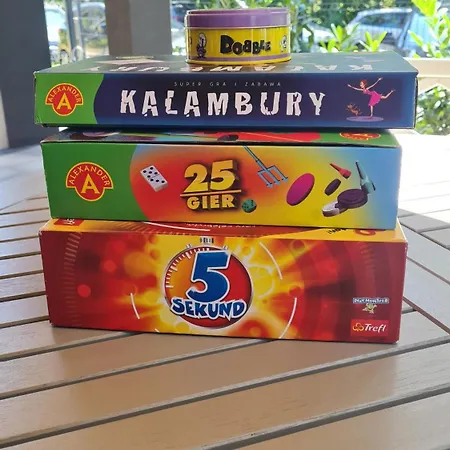 DOBBLE
SUPER GRA I ZABAWA
KALAMBURY
ALEXANDER
A
25
GIER
ALEXANDER
A
5
SEKUND
Trefl